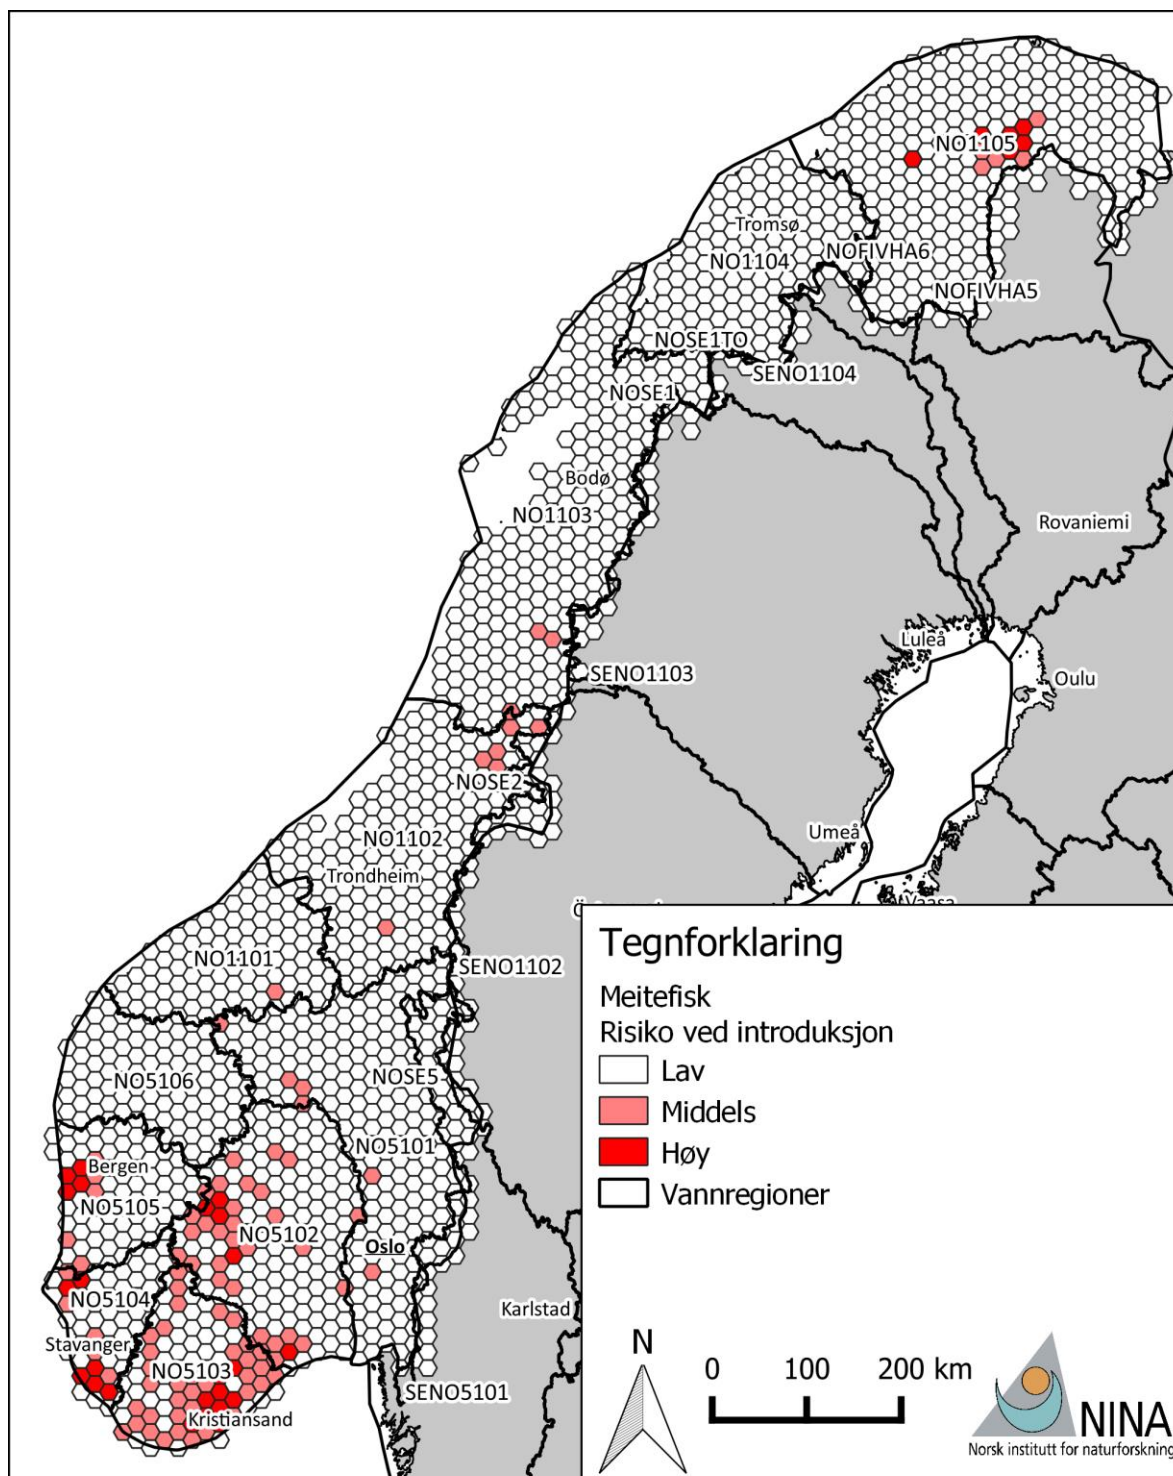 NO1105
Tromsø
NO1104
NOFIVHA6
NOFIVHA5
NOSE1TO
SENO1104
NOSE1
Bodø
NO1103
Rovaniemi
Luleå
SENO1103
Oulu
NOSE2
NO1102
Umeå
Trondheim
Vaasa
NO1101
SENO1102
NO5106
NOSE5
NO5101
Bergen
NO5105
NO5102
Oslo
NO5104
Karlstad
Stavanger
NO5103
SENO5101
Kristiansand
Tegnforklaring
Meitefisk
Risiko ved introduksjon
Lav
Middels
Høy
Vannregioner
N
0 100 200 km
NINA
Norsk institutt for naturforskning